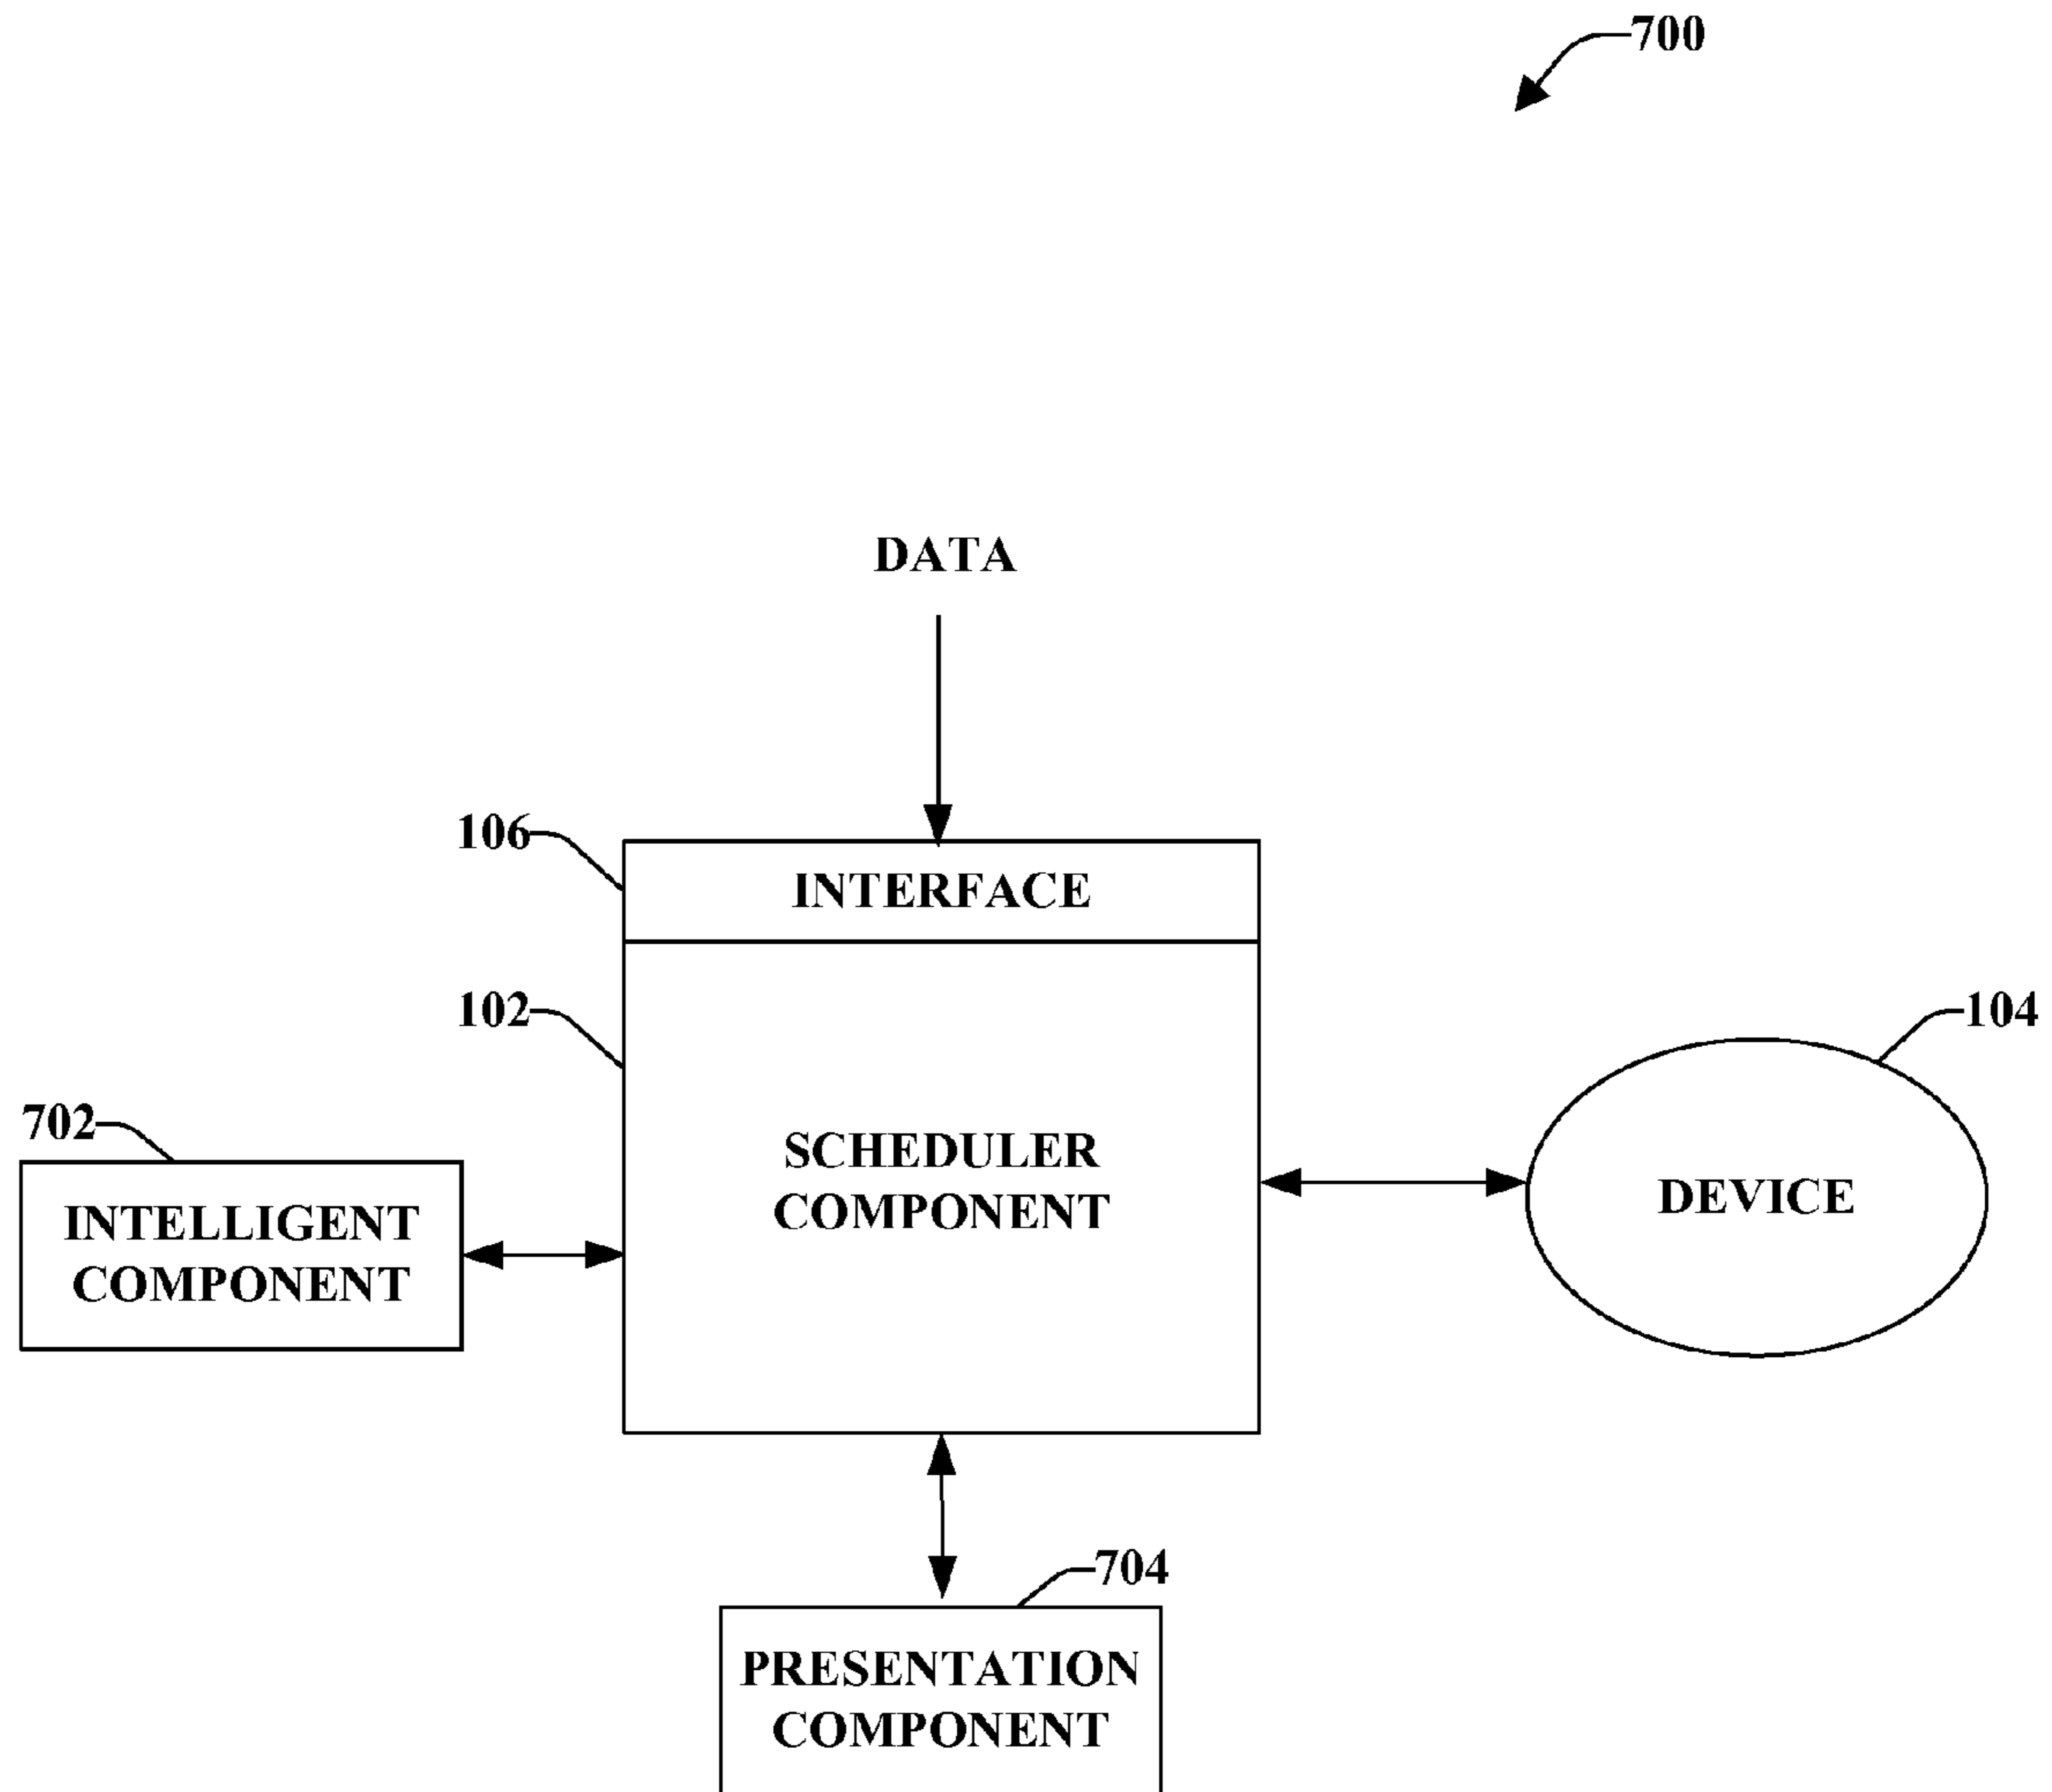 700
DATA
106
INTERFACE
102
104
702
SCHEDULER
COMPONENT
DEVICE
INTELLIGENT
COMPONENT
704
PRESENTATION
COMPONENT